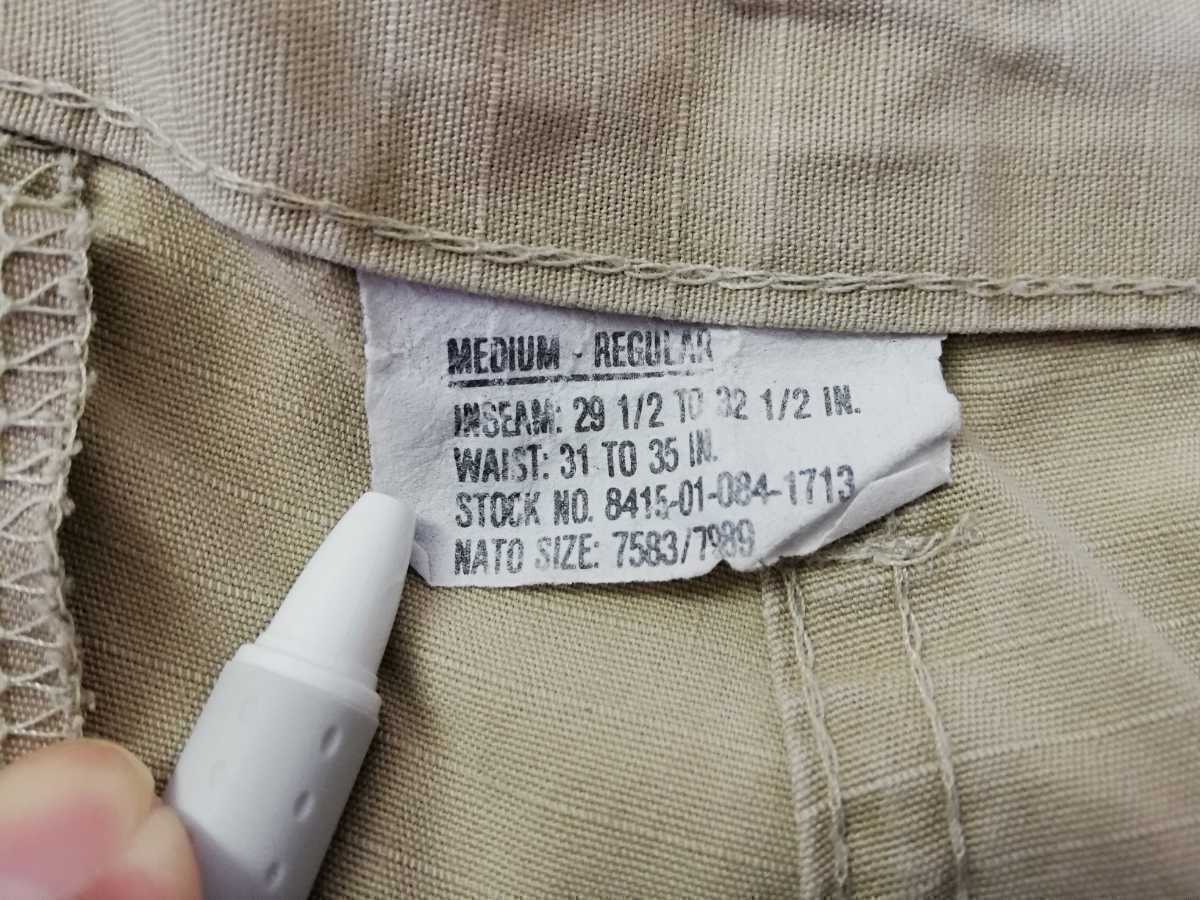 MEDIUM - REGULAR
INSEAM: 29 1/2 TO 32 1/2 IN.
WAIST: 31 TO 35 IN.
STOCK NO. 8415-01-084-1713
NATO SIZE: 7583/7989